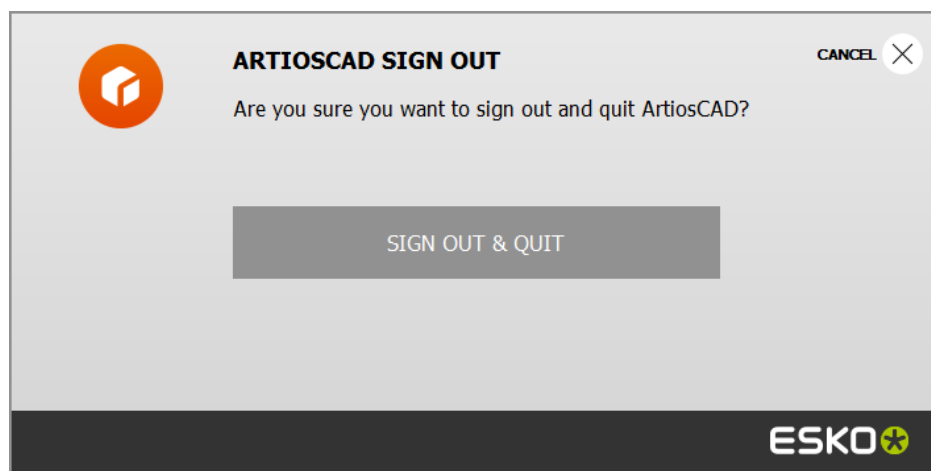 ARTIOSCAD SIGN OUT
CANCEL
Are you sure you want to sign out and quit ArtiosCAD?
SIGN OUT & QUIT
ESKO